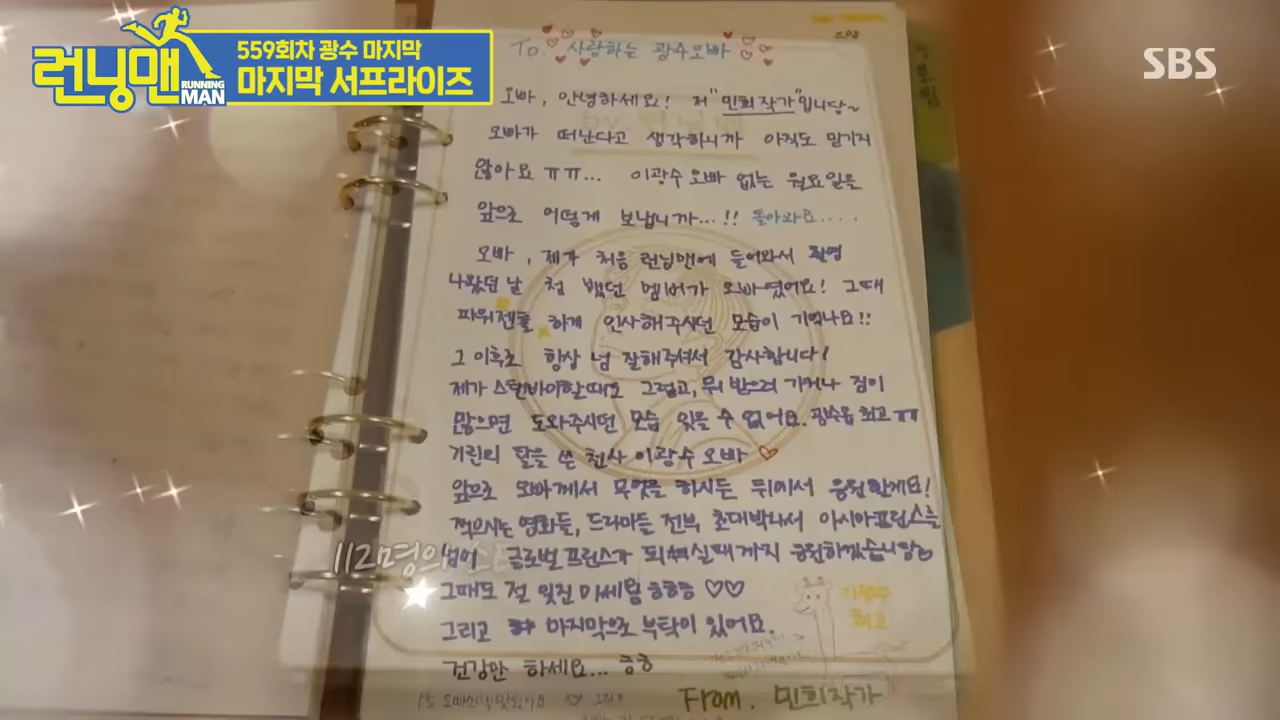 런닝맨
RUNNING MAN
559회차 광수 마지막
마지막 서프라이즈
SBS
To. 사랑하는 광수오빠
오빠, 안녕하세요! 저 "민희작가"입니당~
오빠가 떠난다고 생각하니까 아직도 믿기지
않아요 ㅠㅠ... 이광수 오빠 없는 월요일을
앞으로 어떻게 보냅니까...!! 돌아와요.....
오빠, 제가 처음 런닝맨에 들어와서 촬영
나왔던 날 첨 뵀던 멤버가 오빠였어요! 그때
파워젠틀 하게 인사해주시던 모습이 기억나요!!
그 이후로 항상 넘 잘해주셔서 감사합니다!
제가 스탠바이할때도 그렇고, 뭐 받으러 가거나 짐이
많으면 도와주시던 모습 잊을 수 없어요. 광수옵 최고 ㅠㅠ
기린의 탈을 쓴 천사 이광수 오빠 ♡
앞으로 오빠께서 무엇을 하시든 뒤에서 응원할게요!
찍으시는 영화들, 드라마들 전부 초대박나서 아시아프린스를
넘어 글로벌 프린스가 되실때까지 응원하겠습니당♡
그때도 절 잊진 마세용 ㅎㅎㅎ ♡♡
그리고 마지막으로 부탁이 있어요.
건강만 하세요... ㅎㅎ
112명의
최고
From. 민희작가